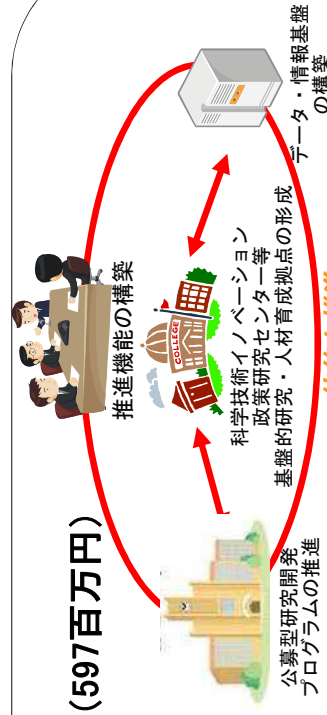 (597百万円)
推進機能の構築
COLLEGE
科学技術イノベーション
政策研究センター等
基盤的研究・人材育成拠点の形成
公募型研究開発
プログラムの推進
データ・情報基盤
の構築